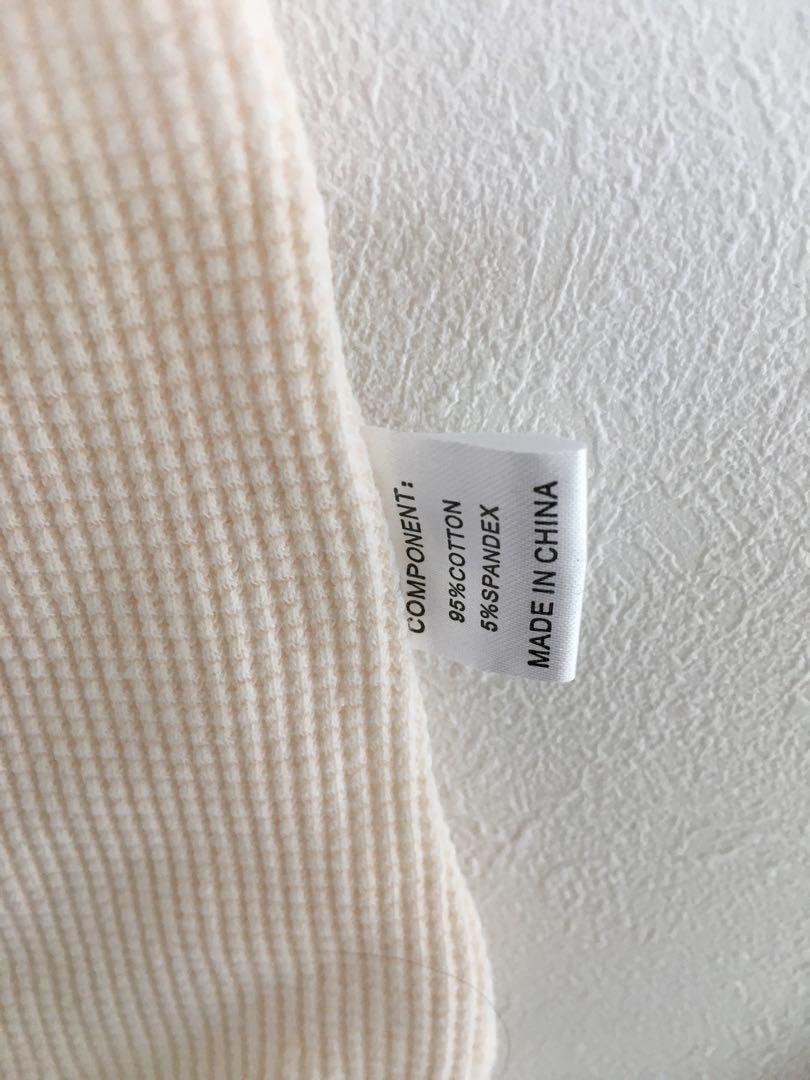 COMPONENT:
95%COTTON
5%SPANDEX
MADE IN CHINA